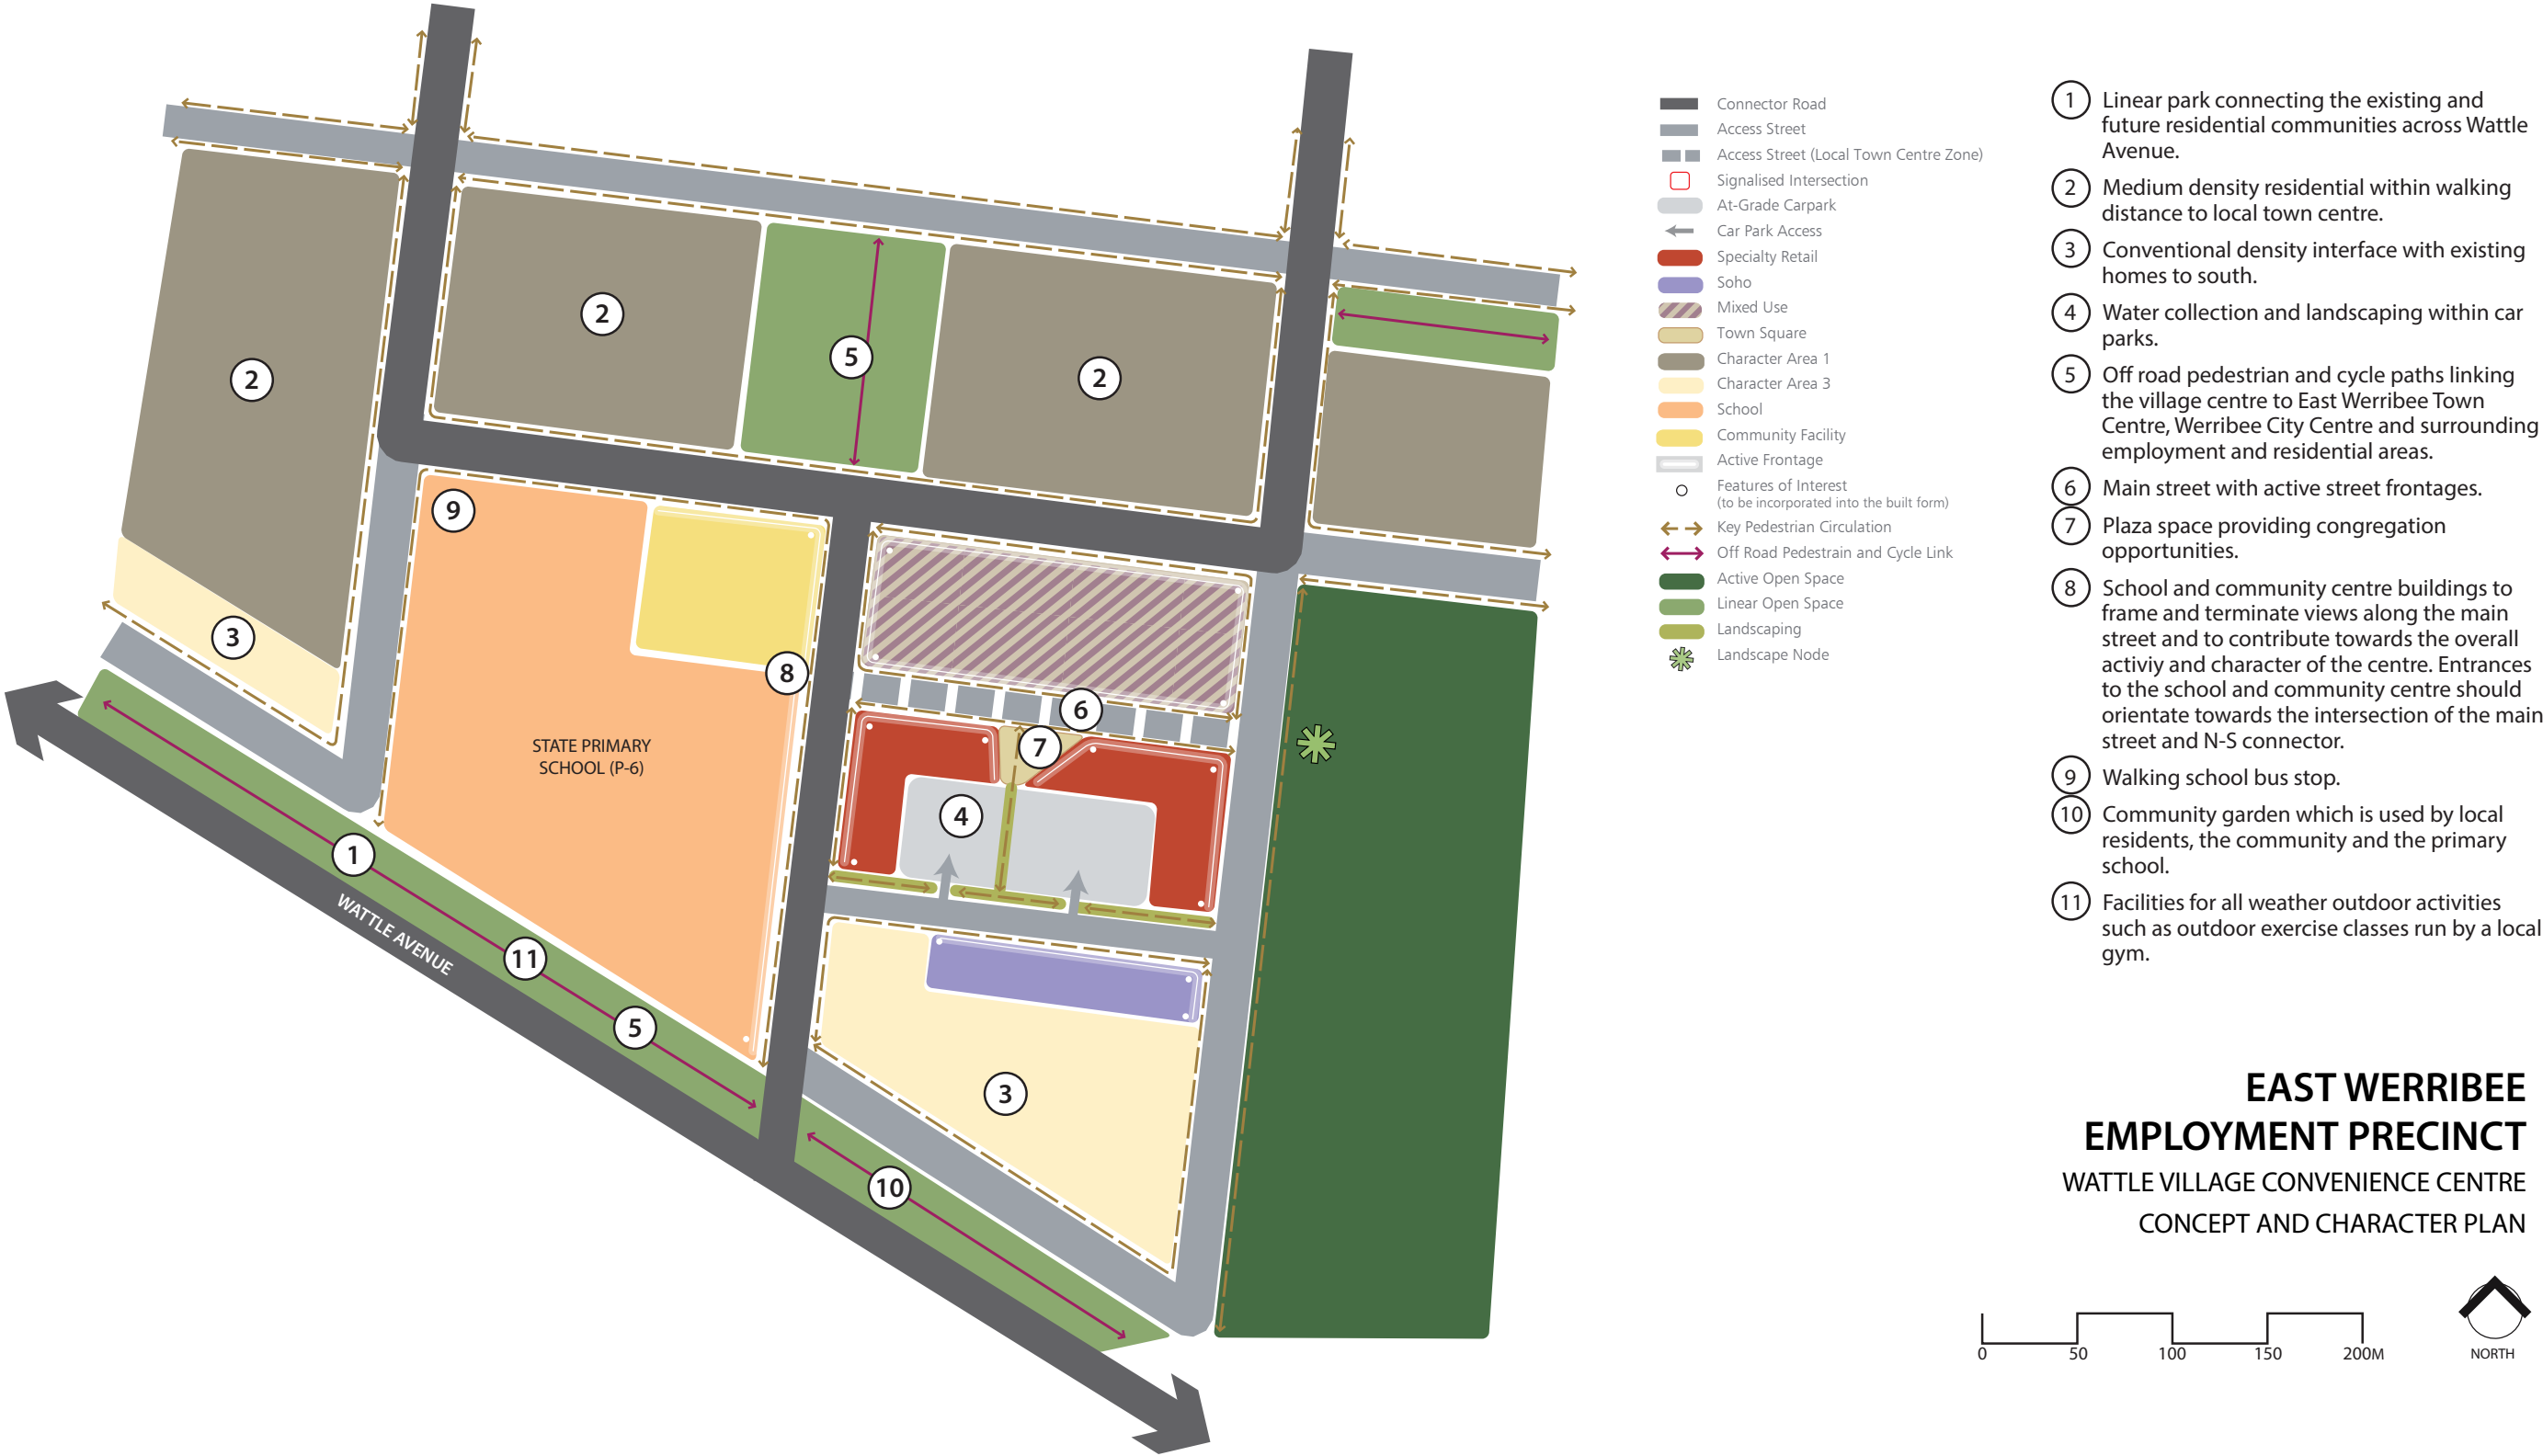 2
2
2
5
9
3
8
6
7
4
STATE PRIMARY
SCHOOL (P-6)
1
11
5
WATTLE AVENUE
3
10
Connector Road
Access Street
Access Street (Local Town Centre Zone)
Signalised Intersection
At-Grade Carpark
Car Park Access
Specialty Retail
Soho
Mixed Use
Town Square
Character Area 1
Character Area 3
School
Community Facility
Active Frontage
Features of Interest
(to be incorporated into the built form)
Key Pedestrian Circulation
Off Road Pedestrain and Cycle Link
Active Open Space
Linear Open Space
Landscaping
Landscape Node
1 Linear park connecting the existing and
future residential communities across Wattle
Avenue.
2 Medium density residential within walking
distance to local town centre.
3 Conventional density interface with existing
homes to south.
4 Water collection and landscaping within car
parks.
5 Off road pedestrian and cycle paths linking
the village centre to East Werribee Town
Centre, Werribee City Centre and surrounding
employment and residential areas.
6 Main street with active street frontages.
7 Plaza space providing congregation
opportunities.
8 School and community centre buildings to
frame and terminate views along the main
street and to contribute towards the overall
activiy and character of the centre. Entrances
to the school and community centre should
orientate towards the intersection of the main
street and N-S connector.
9 Walking school bus stop.
10 Community garden which is used by local
residents, the community and the primary
school.
11 Facilities for all weather outdoor activities
such as outdoor exercise classes run by a local
gym.
EAST WERRIBEE
EMPLOYMENT PRECINCT
WATTLE VILLAGE CONVENIENCE CENTRE
CONCEPT AND CHARACTER PLAN
0 50 100 150 200M
NORTH